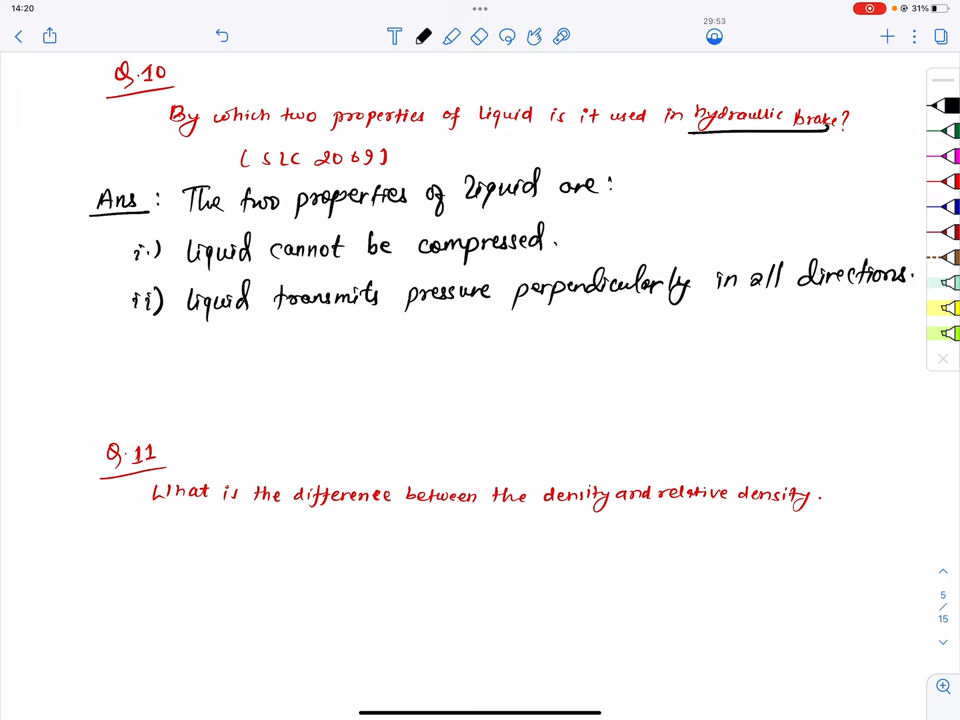 14:20
31%
29:53
Q.10
By which two properties of liquid is it used in hydraullic brake?
[SLC 2069]
Ans : The two properties of liquid are:
i.) liquid cannot be compressed.
ii) liquid transmits pressure perpendicularly in all directions.
Q.11
What is the difference between the density and relative density.
5
/
15